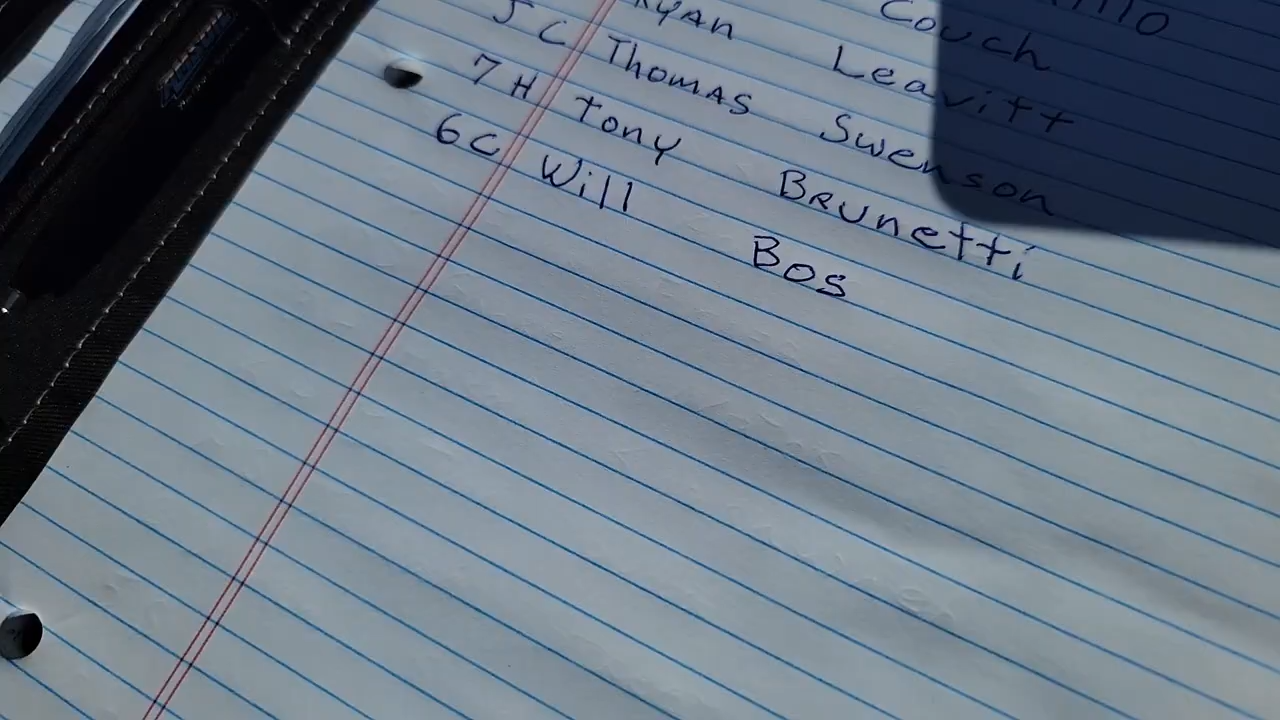 Couch
Ryan Leavitt
5C Thomas Swenson
7H Tony Brunetti
6C Will Bos